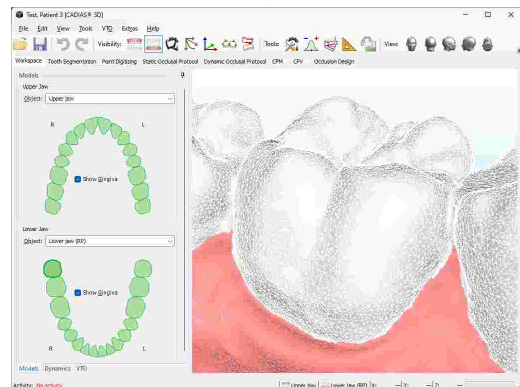 Test, Patient 3 [CADIAS® 3D]
File Edit View Tools VTO Extras Help
Visibility: Tools: View:
Workspace Tooth Segmentation Point Digitizing Static Occlusal Protocol Dynamic Occlusal Protocol CPM CPV Occlusion Design
Models
Upper Jaw
Object: Upper Jaw
R L
Show Gingiva
Lower Jaw
Object: Lower Jaw (RP)
Show Gingiva
R L
Models Dynamics VTO
Activity: No activity Upper Jaw Lower Jaw (RP) X: Y: Z: